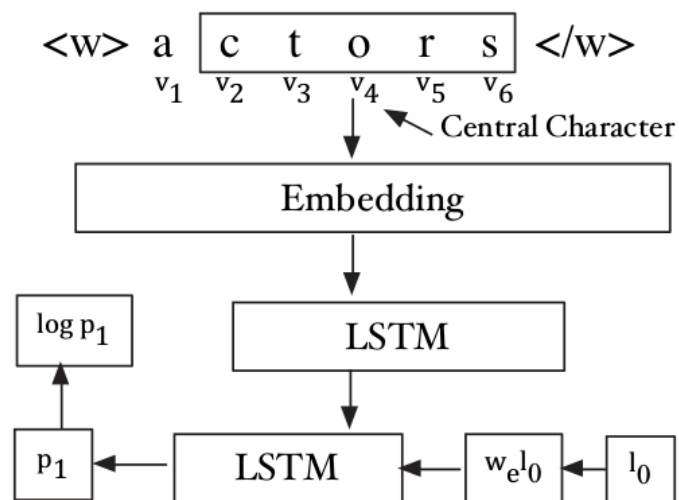 <w> a c t o r s </w>
v1 v2 v3 v4 v5 v6
Central Character
Embedding
log p1
LSTM
p1 LSTM wel0 l0